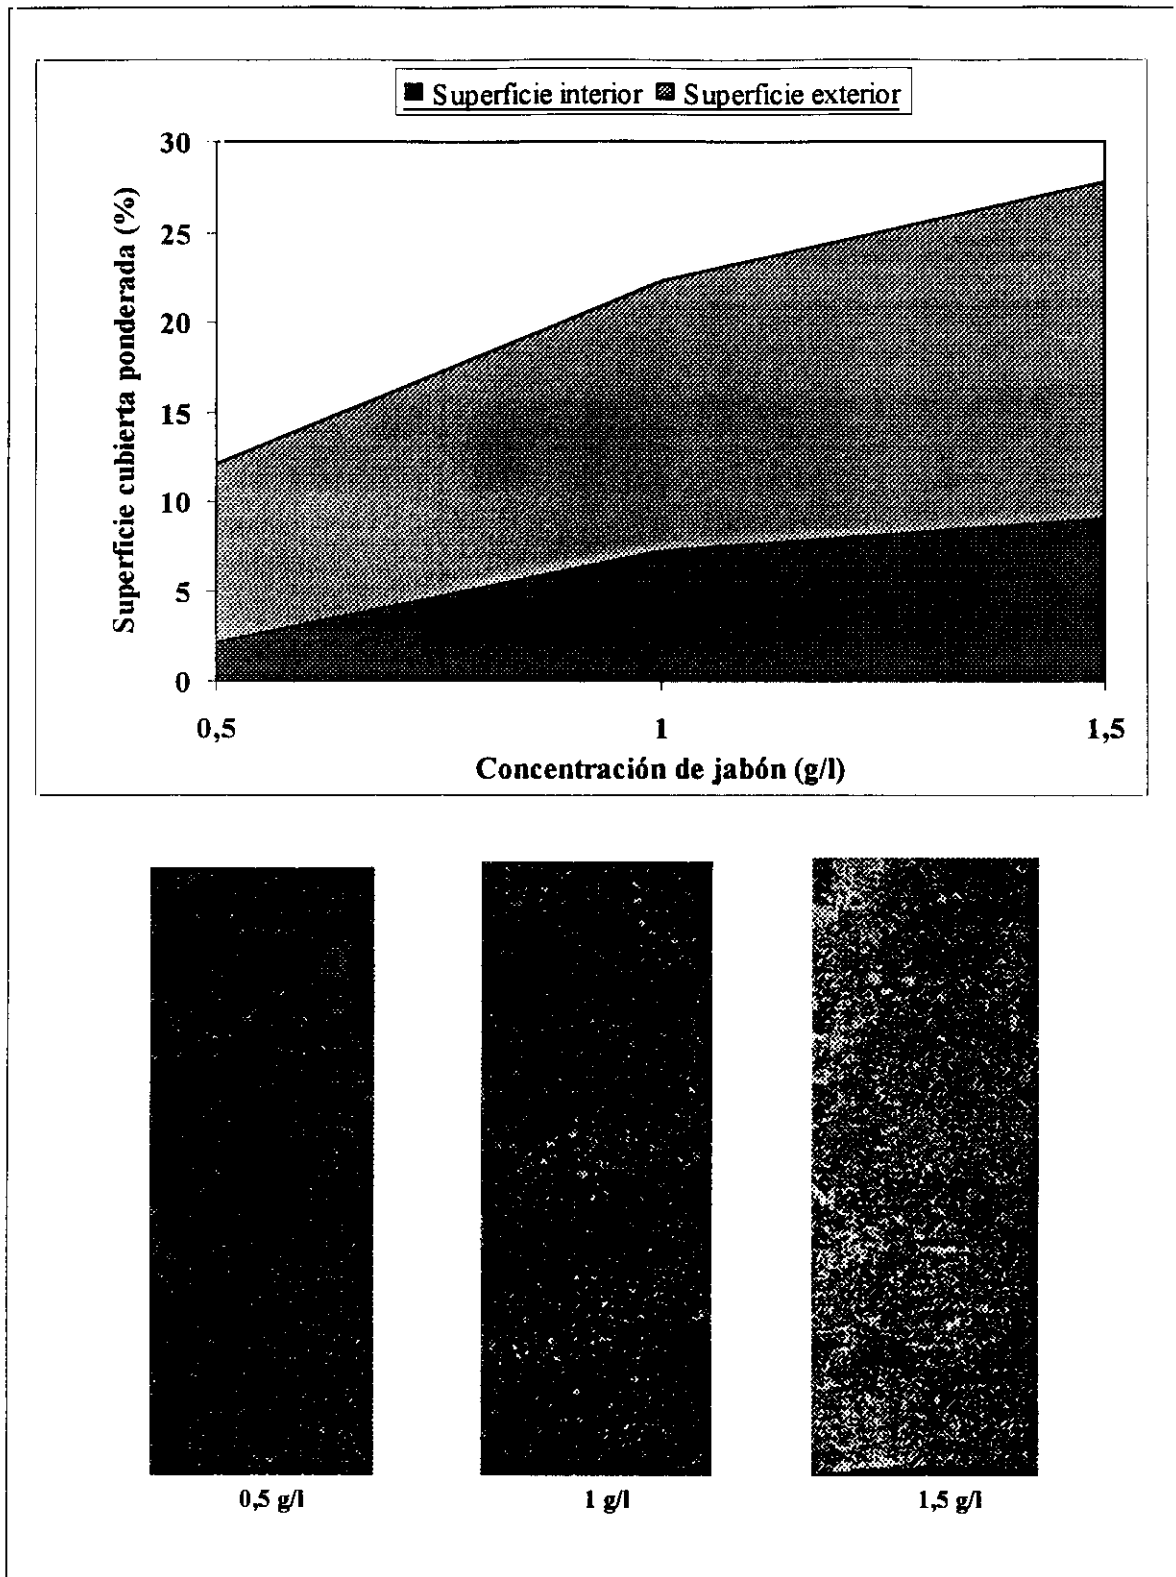 Superficie interior Superficie exterior
Superficie cubierta ponderada (%)
30
25
20
15
10
5
0
0,5 1 1,5
Concentración de jabón (g/l)
0,5 g/l 1 g/l 1,5 g/l